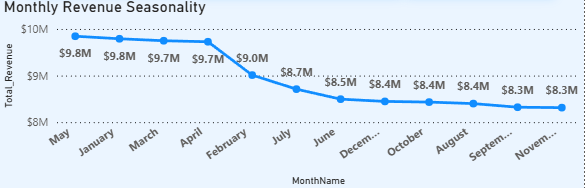 Monthly Revenue Seasonality
Total_Revenue
$10M
$9M
$8M
$9.8M
$9.8M
$9.7M
$9.7M
$9.0M
$8.7M
$8.5M
$8.4M
$8.4M
$8.4M
$8.3M
$8.3M
May
January
March
April
February
July
June
Decem...
October
August
Septem...
Novem...
MonthName